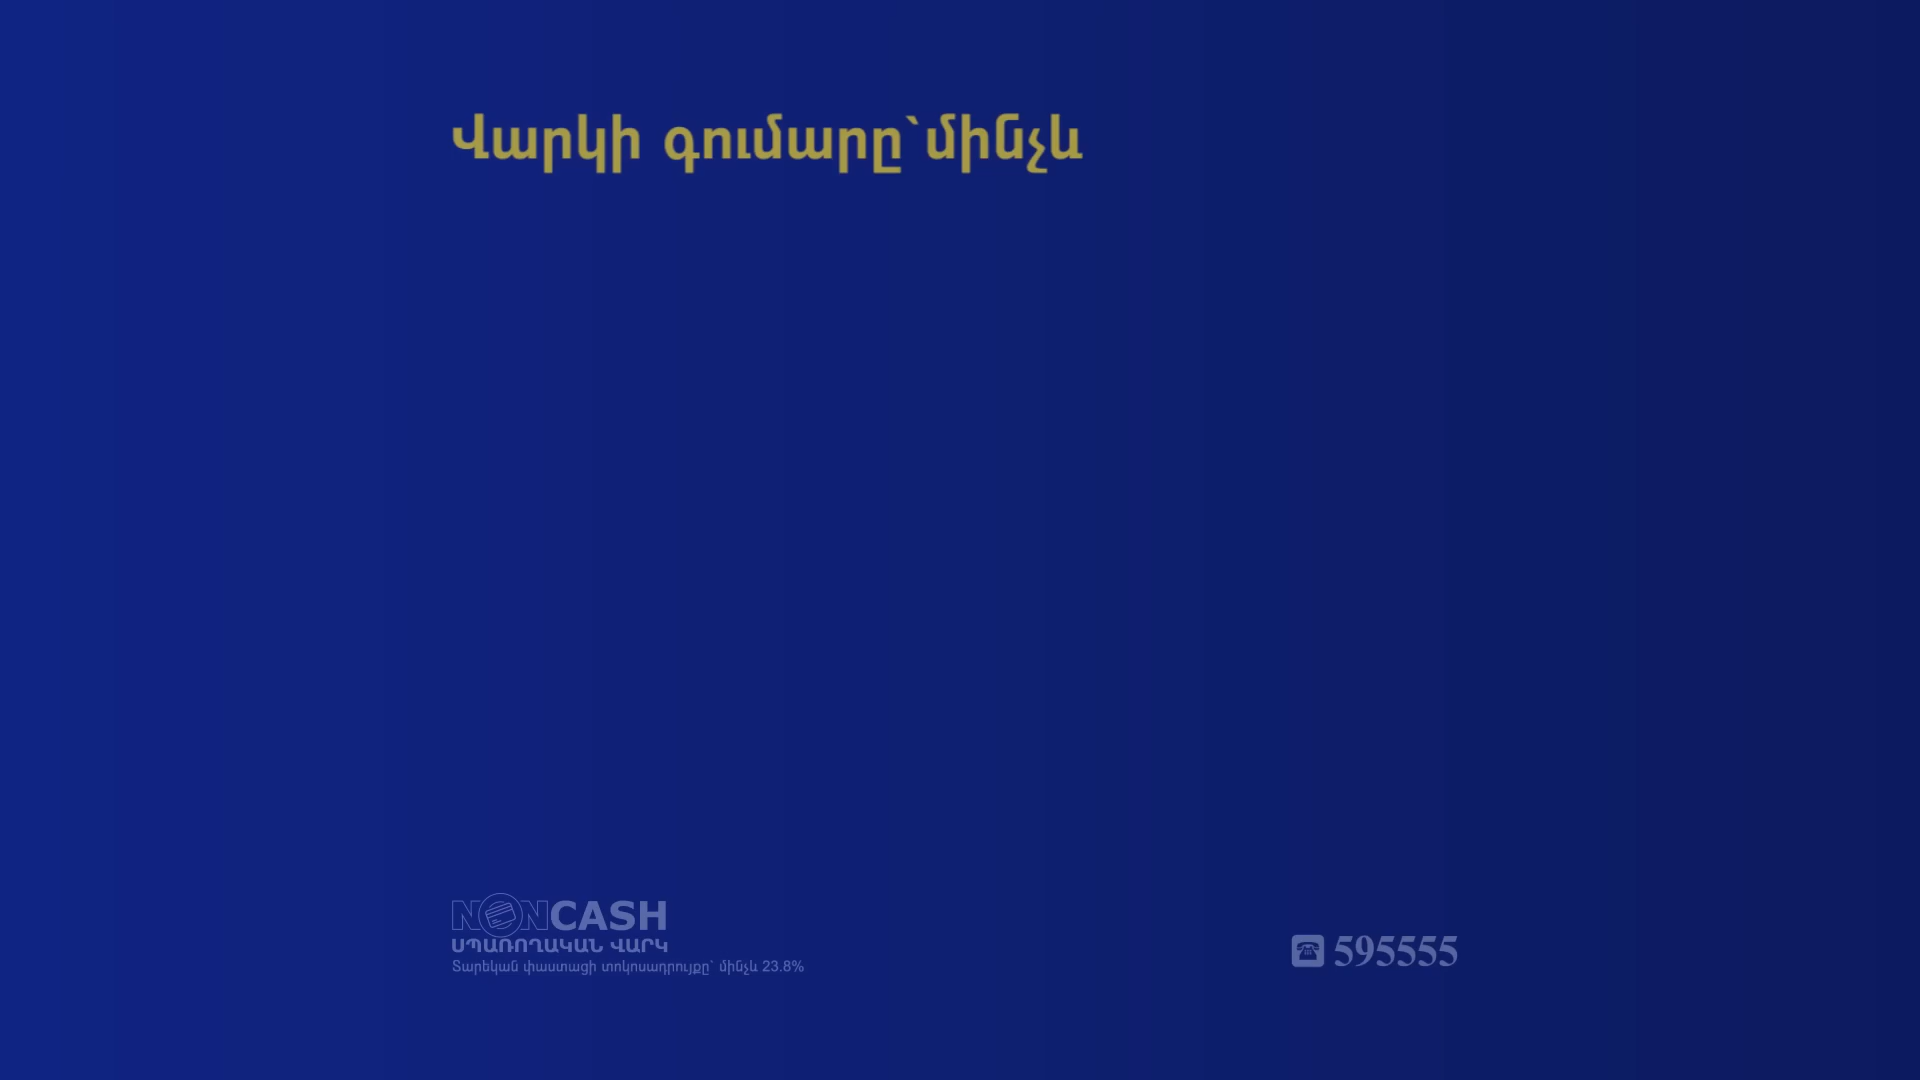 Վարկի գումարը`մինչև
NONCASH
ՍՊԱՌՈՂԱԿԱՆ ՎԱՐԿ
Տարեկան փաստացի տոկոսադրույքը` մինչև 23.8%
595555